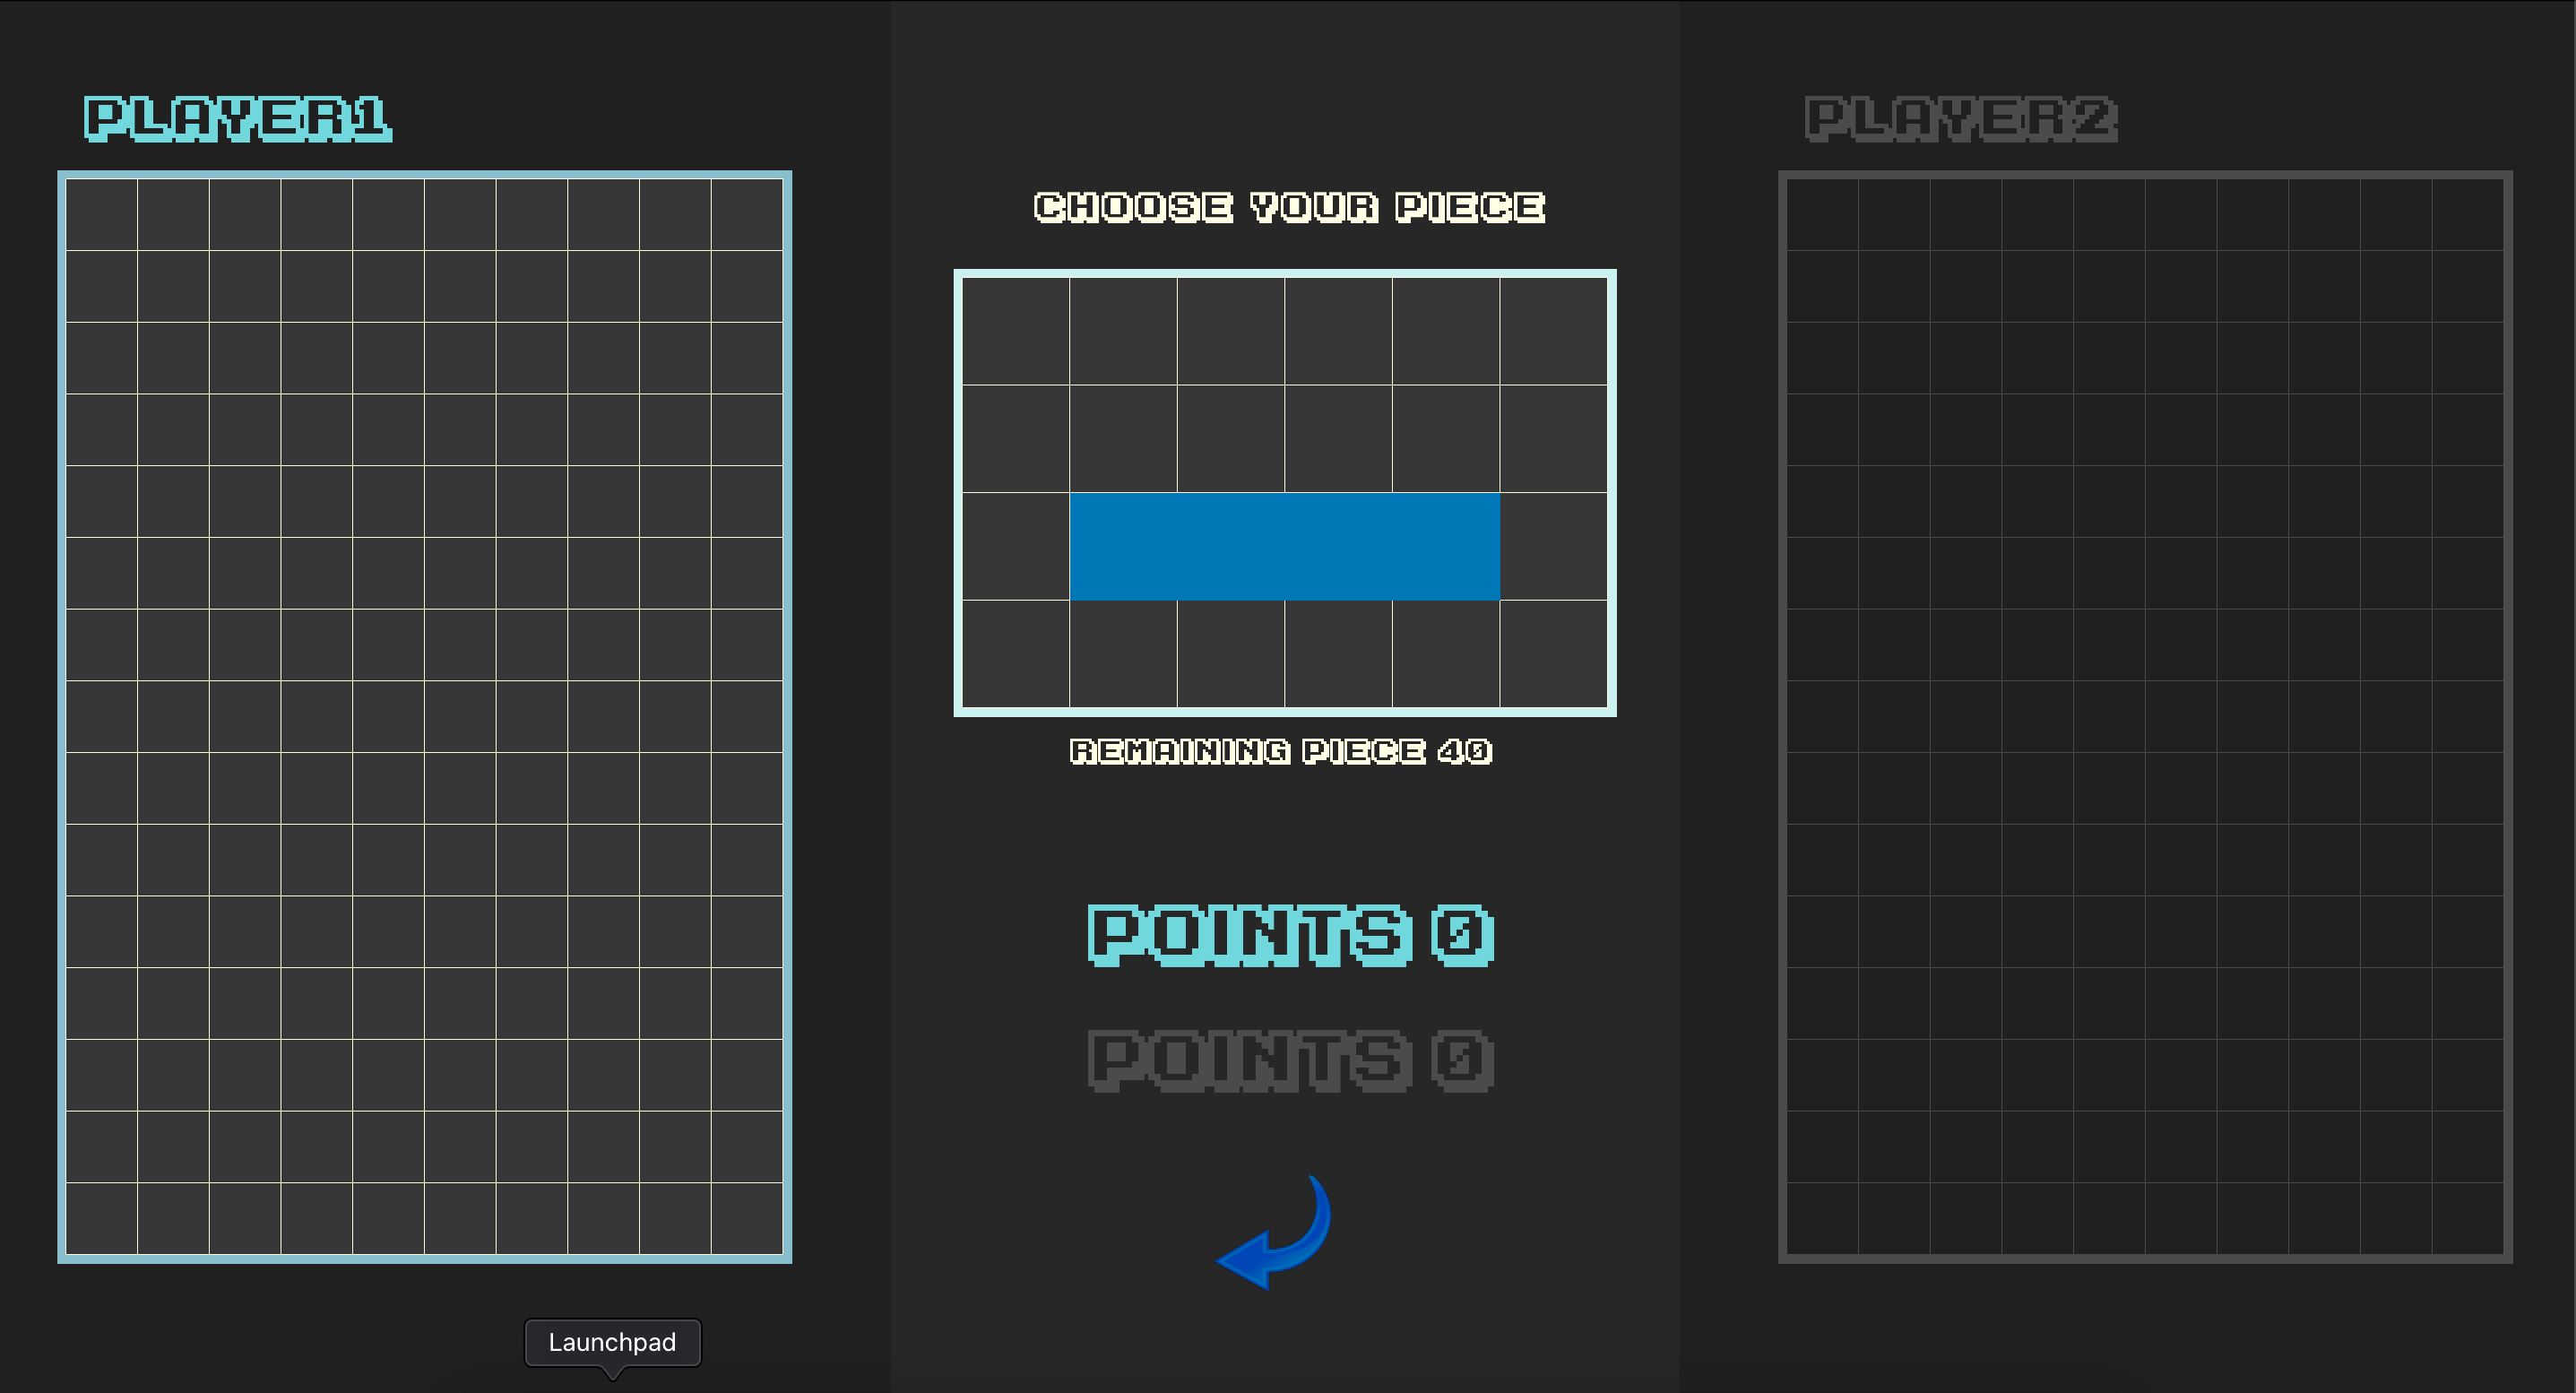 PLAYER1
PLAYER2
CHOOSE YOUR PIECE
REMAINING PIECE 40
POINTS 0
POINTS 0
Launchpad